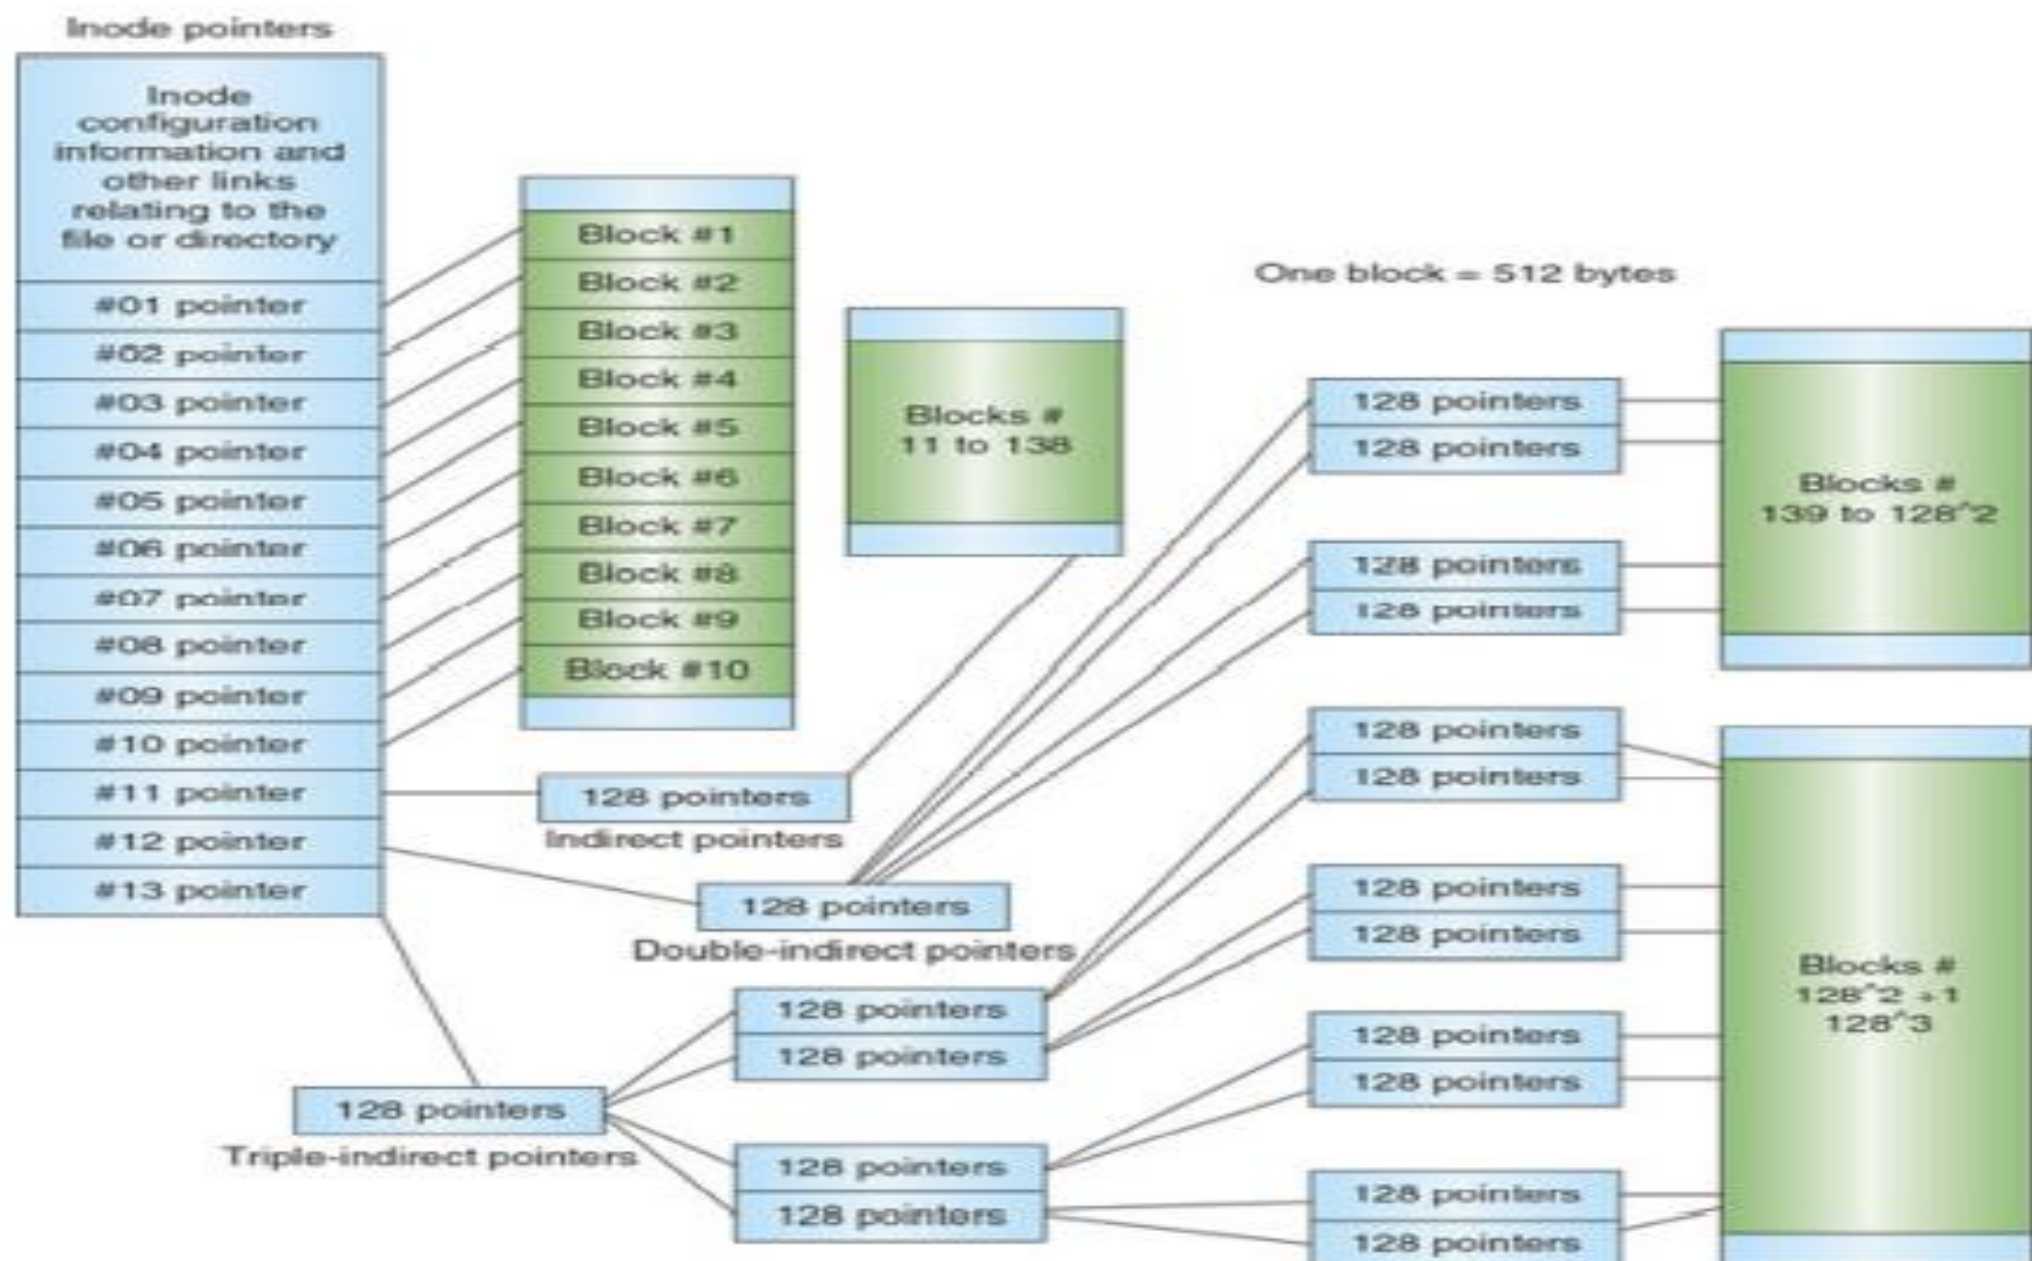 Inode pointers
Inode
configuration
information and
other links
relating to the
file or directory
#01 pointer
#02 pointer
#03 pointer
#04 pointer
#05 pointer
#06 pointer
#07 pointer
#08 pointer
#09 pointer
#10 pointer
#11 pointer
#12 pointer
#13 pointer
Block #1
Block #2
Block #3
Block #4
Block #5
Block #6
Block #7
Block #8
Block #9
Block #10
128 pointers
Indirect pointers
Blocks #
11 to 138
128 pointers
Double-indirect pointers
128 pointers
Triple-indirect pointers
128 pointers
128 pointers
128 pointers
128 pointers
One block = 512 bytes
128 pointers
128 pointers
128 pointers
128 pointers
128 pointers
128 pointers
128 pointers
128 pointers
128 pointers
128 pointers
128 pointers
128 pointers
Blocks #
139 to 128^2
Blocks #
128^2 +1
128^3